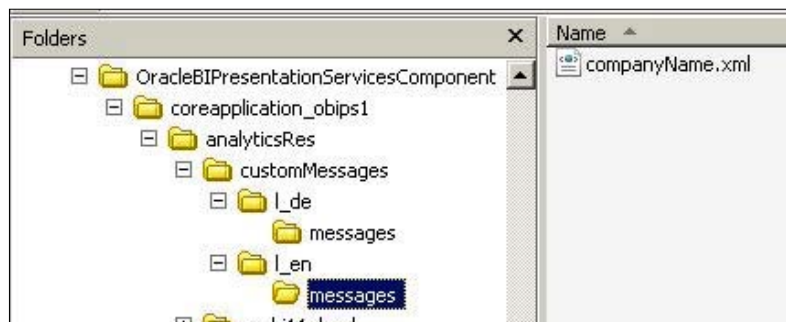 Folders
OracleBIPresentationServicesComponent
coreapplication_obips1
analyticsRes
customMessages
l_de
messages
l_en
messages
Name
companyName.xml